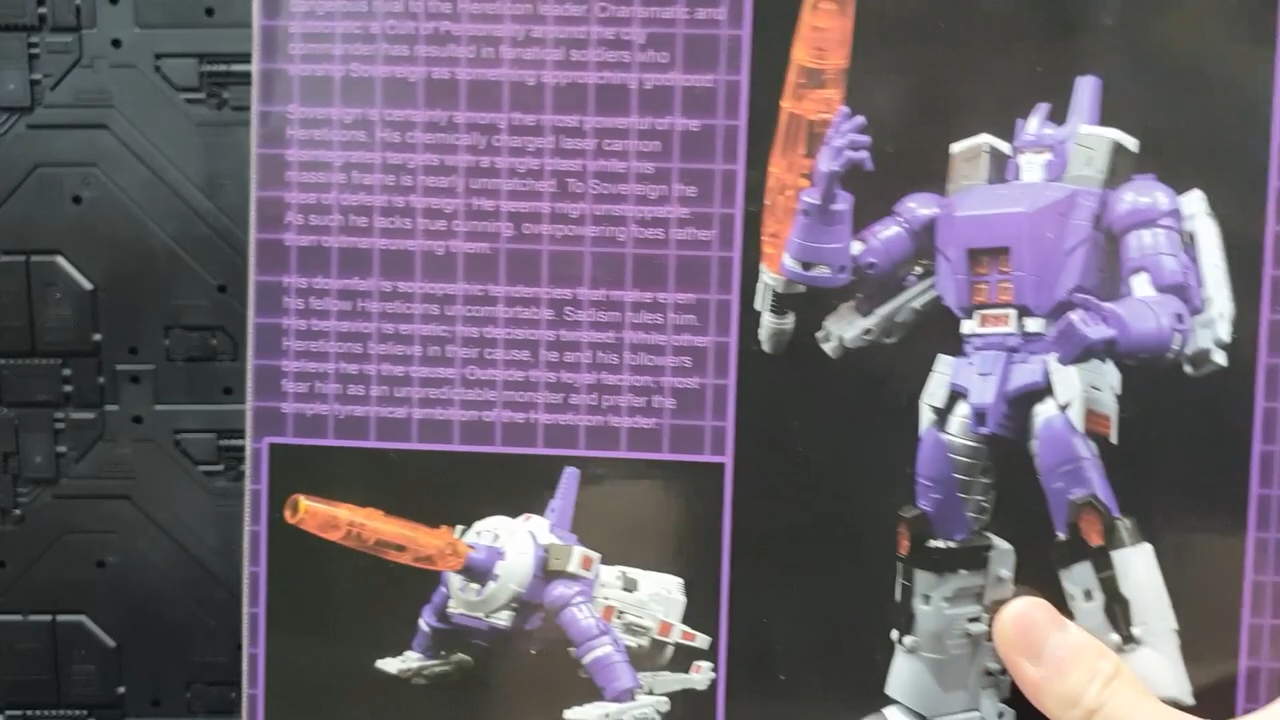 dangerous rival to the Hereticon leader. Charismatic and
a Cult of Personality around the city
commander has resulted in fanatical soldiers who
Sovereign as something approaching godhood.
Sovereign is certainly among the most powerful of the
Hereticons. His chemically charged laser cannon
disintegrates targets with a single blast while his
massive frame is nearly unmatched. To Sovereign the
idea of defeat is foreign. He seems nigh unstoppable.
As such he lacks true cunning, overpowering foes rather
than outmaneuvering them.
His downfall is sociopathic tendencies that make even
his fellow Hereticons uncomfortable. Sadism rules him.
His behavior is erratic, his decisions twisted. While other
Hereticons believe in their cause, he and his followers
believe he is the cause. Outside this loyal faction, most
fear him as an unpredictable monster and prefer the
simple tyrannical ambition of the Hereticon leader.